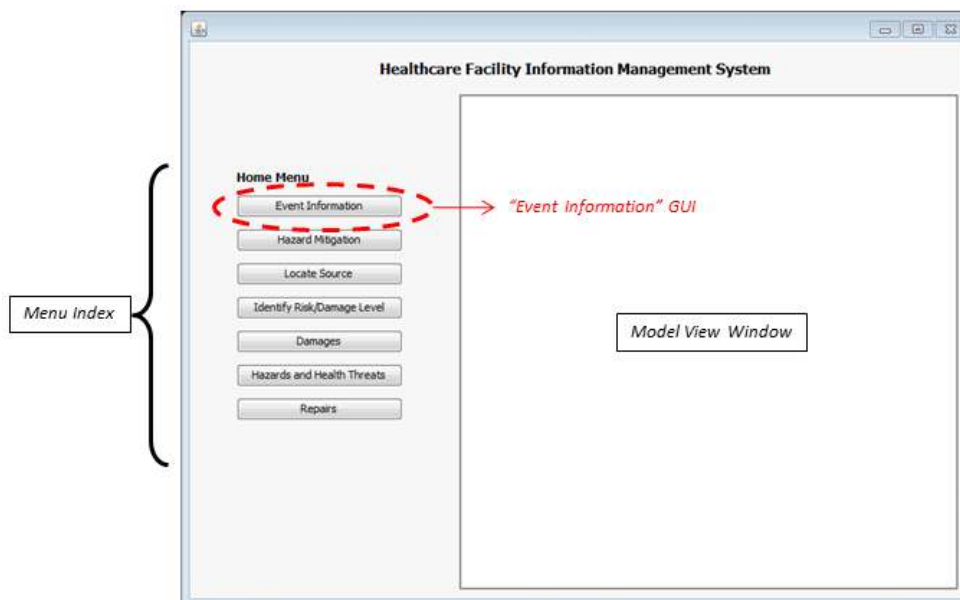 Healthcare Facility Information Management System
Home Menu
Event Information
"Event Information" GUI
Hazard Mitigation
Locate Source
Identify Risk/Damage Level
Menu Index
Damages
Model View Window
Hazards and Health Threats
Repairs